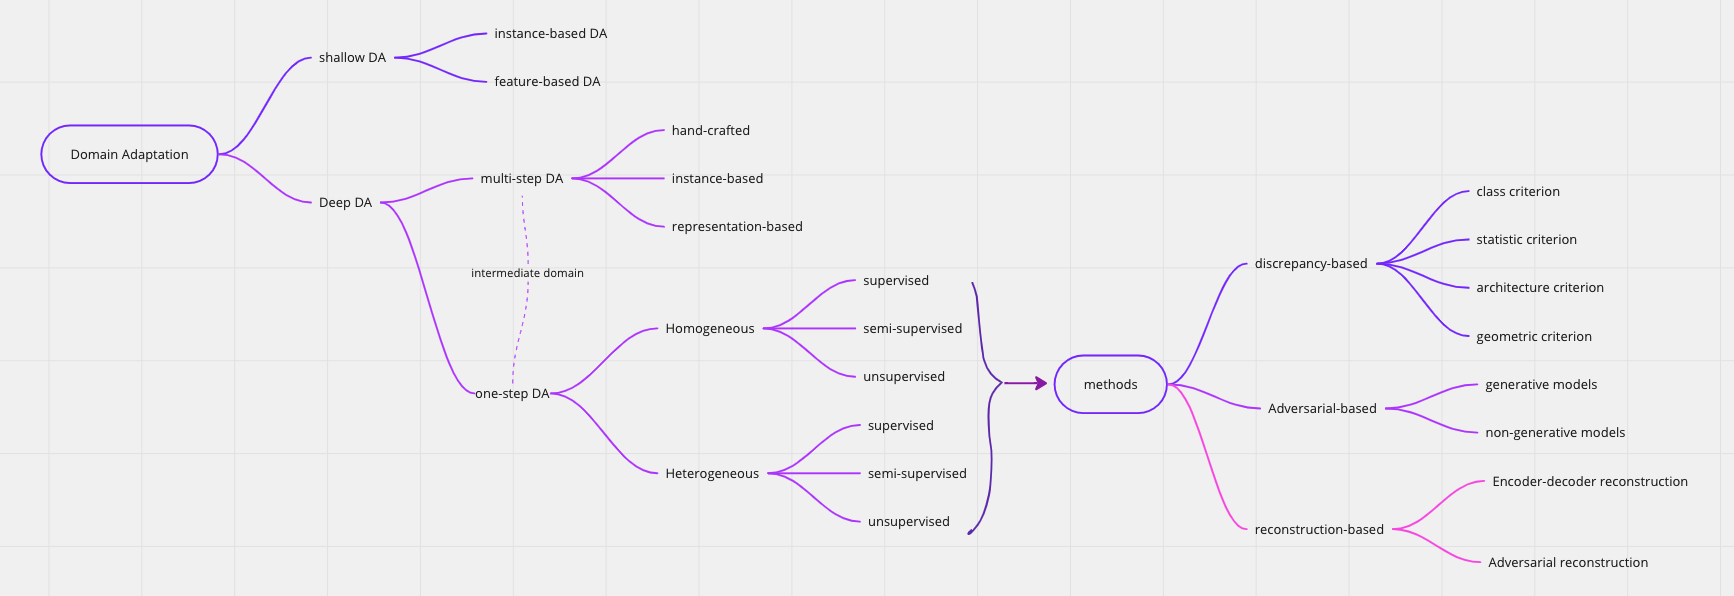 Domain Adaptation
shallow DA
instance-based DA
feature-based DA
Deep DA
multi-step DA
hand-crafted
instance-based
representation-based
intermediate domain
one-step DA
Homogeneous
supervised
semi-supervised
unsupervised
Heterogeneous
supervised
semi-supervised
unsupervised
methods
discrepancy-based
class criterion
statistic criterion
architecture criterion
geometric criterion
Adversarial-based
generative models
non-generative models
reconstruction-based
Encoder-decoder reconstruction
Adversarial reconstruction